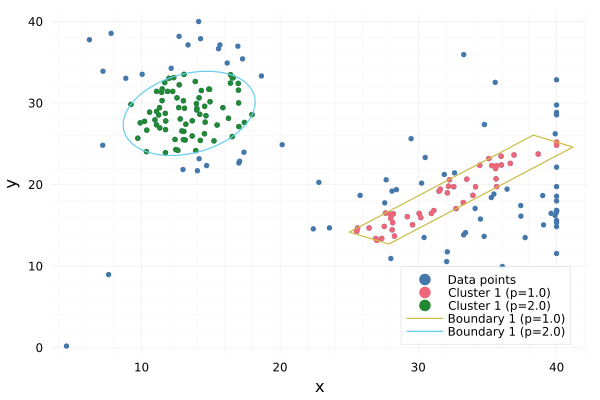 40
30
20
10
0
y
10
20
30
40
x
Data points
Cluster 1 (p=1.0)
Cluster 1 (p=2.0)
Boundary 1 (p=1.0)
Boundary 1 (p=2.0)